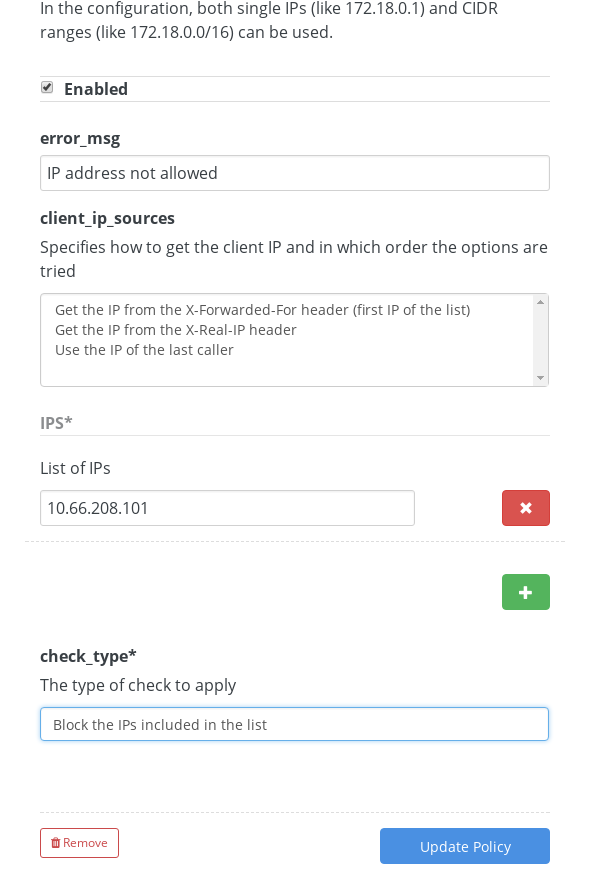 In the configuration, both single IPs (like 172.18.0.1) and CIDR
ranges (like 172.18.0.0/16) can be used.
Enabled
error_msg
IP address not allowed
client_ip_sources
Specifies how to get the client IP and in which order the options are
tried
Get the IP from the X-Forwarded-For header (first IP of the list)
Get the IP from the X-Real-IP header
Use the IP of the last caller
IPS*
List of IPs
10.66.208.101
check_type*
The type of check to apply
Block the IPs included in the list
Remove
Update Policy